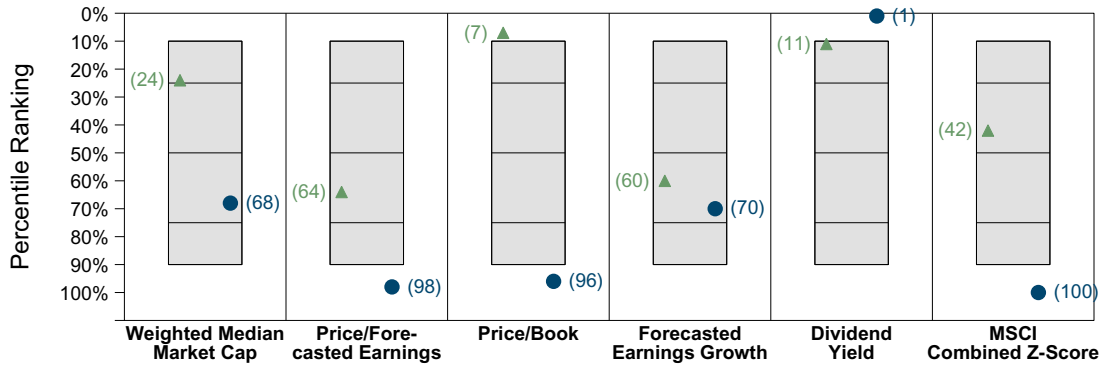 Percentile Ranking
0%
10%
20%
30%
40%
50%
60%
70%
80%
90%
100%
(24)
(68)
(64)
(98)
(7)
(96)
(60)
(70)
(11)
(1)
(42)
(100)
Weighted Median
Market Cap
Price/Fore-
casted Earnings
Price/Book
Forecasted
Earnings Growth
Dividend
Yield
MSCI
Combined Z-Score